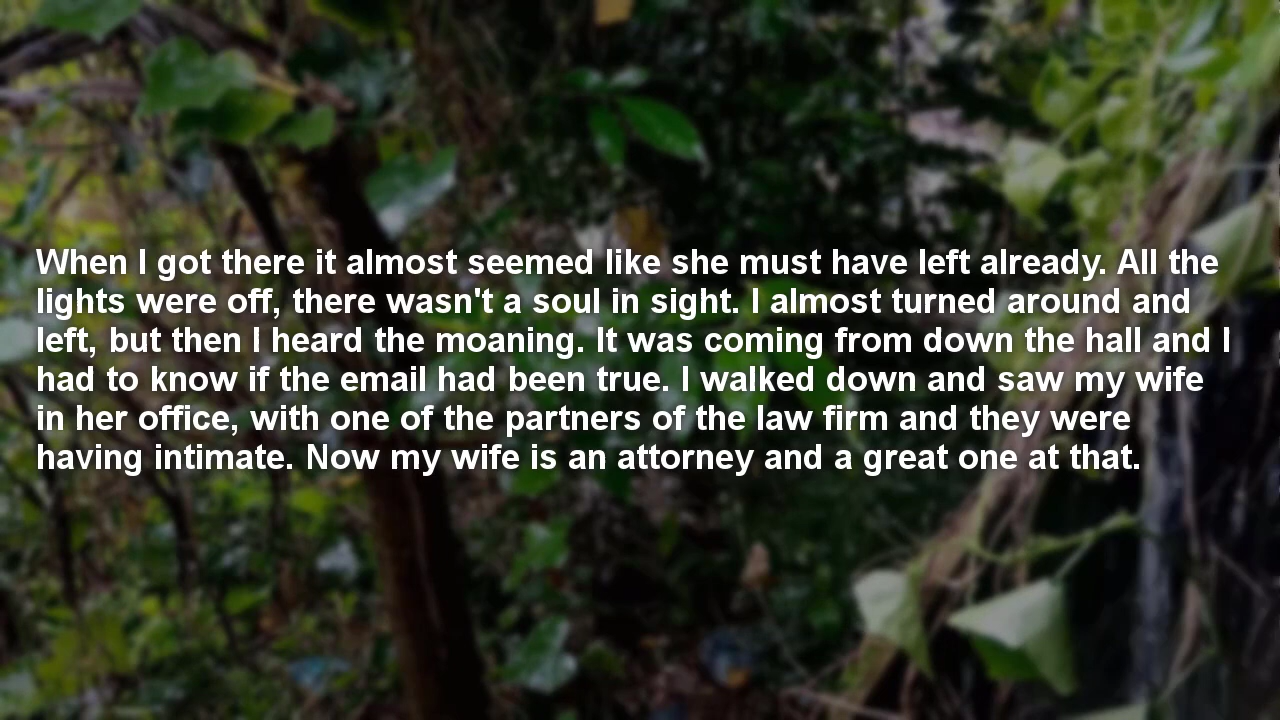 When I got there it almost seemed like she must have left already. All the
lights were off, there wasn't a soul in sight. I almost turned around and
left, but then I heard the moaning. It was coming from down the hall and I
had to know if the email had been true. I walked down and saw my wife
in her office, with one of the partners of the law firm and they were
having intimate. Now my wife is an attorney and a great one at that.